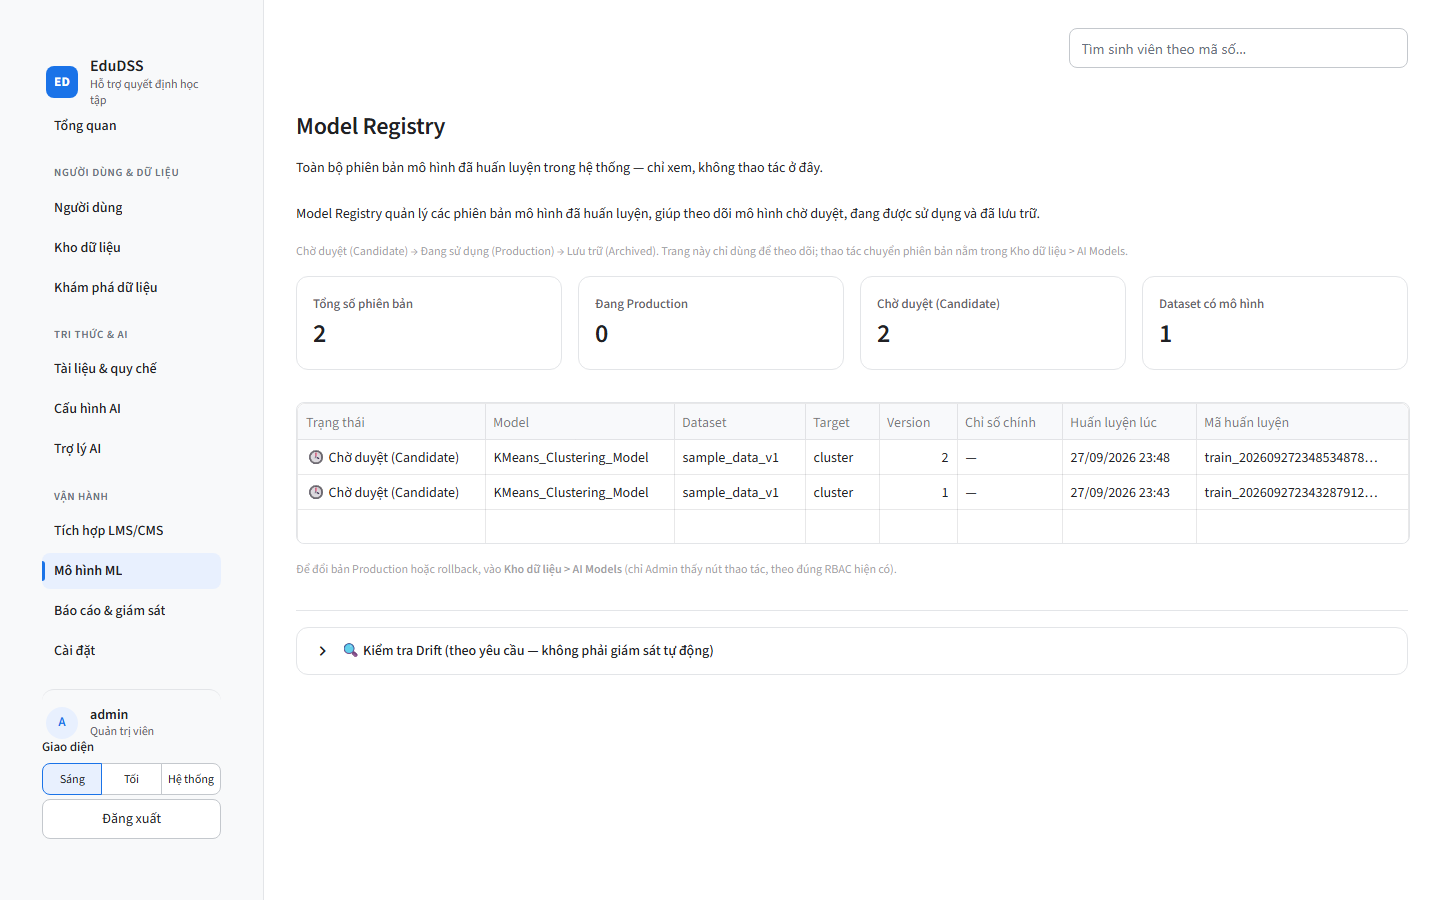 ED
EduDSS
Hỗ trợ quyết định học
tập
Tổng quan
NGƯỜI DÙNG & DỮ LIỆU
Người dùng
Kho dữ liệu
Khám phá dữ liệu
TRI THỨC & AI
Tài liệu & quy chế
Cấu hình AI
Trợ lý AI
VẬN HÀNH
Tích hợp LMS/CMS
Mô hình ML
Báo cáo & giám sát
Cài đặt
A
admin
Quản trị viên
Giao diện
Sáng Tối Hệ thống
Đăng xuất
Tìm sinh viên theo mã số...
Model Registry
Toàn bộ phiên bản mô hình đã huấn luyện trong hệ thống — chỉ xem, không thao tác ở đây.
Model Registry quản lý các phiên bản mô hình đã huấn luyện, giúp theo dõi mô hình chờ duyệt, đang được sử dụng và đã lưu trữ.
Chờ duyệt (Candidate) → Đang sử dụng (Production) → Lưu trữ (Archived). Trang này chỉ dùng để theo dõi; thao tác chuyển phiên bản nằm trong Kho dữ liệu > AI Models.
Tổng số phiên bản
2
Đang Production
0
Chờ duyệt (Candidate)
2
Dataset có mô hình
1
Trạng thái Model Dataset Target Version Chỉ số chính Huấn luyện lúc Mã huấn luyện
Chờ duyệt (Candidate) KMeans_Clustering_Model sample_data_v1 cluster 2 — 27/09/2026 23:48 train_202609272348534878...
Chờ duyệt (Candidate) KMeans_Clustering_Model sample_data_v1 cluster 1 — 27/09/2026 23:43 train_202609272343287912...
Để đổi bản Production hoặc rollback, vào Kho dữ liệu > AI Models (chỉ Admin thấy nút thao tác, theo đúng RBAC hiện có).
Kiểm tra Drift (theo yêu cầu — không phải giám sát tự động)